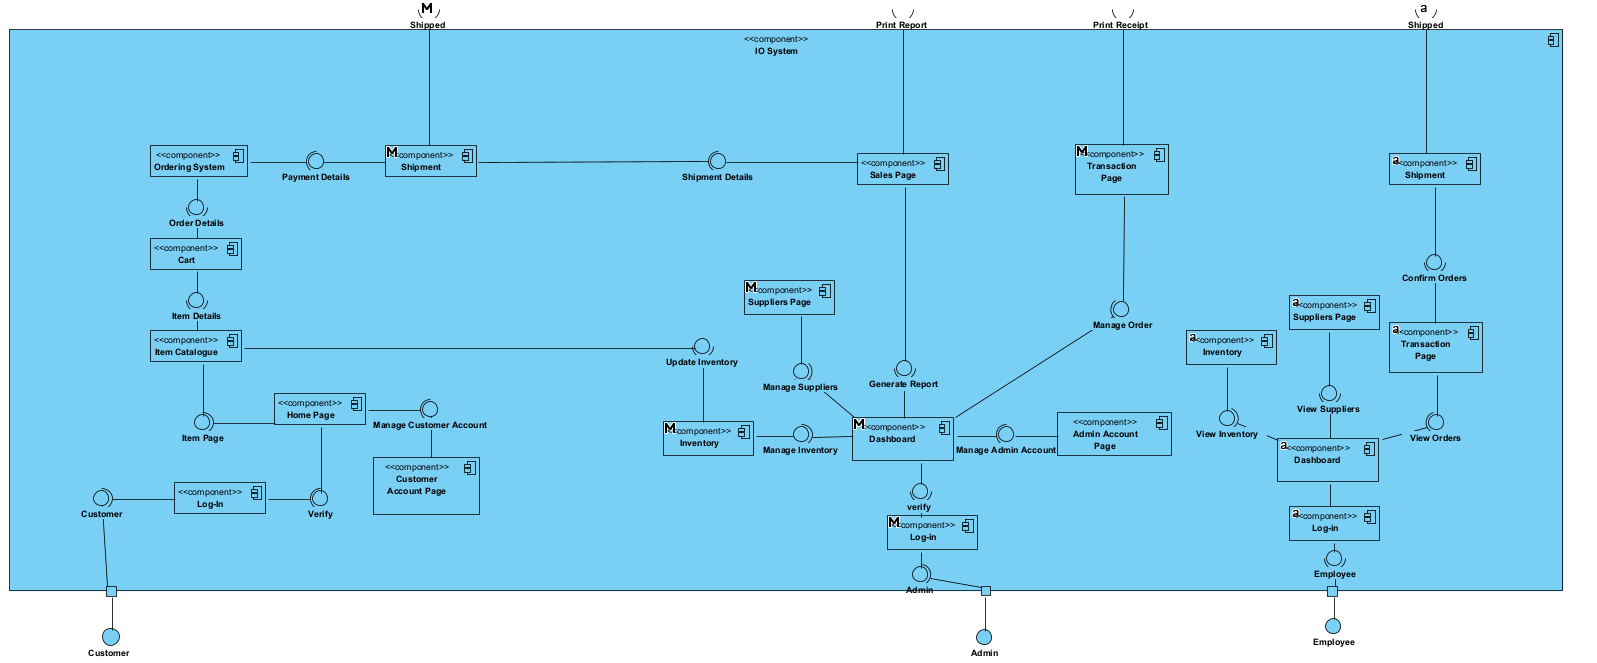 M
Shipped
Print Report
Print Receipt
a
Shipped
<<component>>
IO System
<<component>>
Ordering System
Payment Details
M
<<component>>
Shipment
Shipment Details
<<component>>
Sales Page
M
<<component>>
Transaction
Page
a
<<component>>
Shipment
Order Details
<<component>>
Cart
Confirm Orders
Item Details
M
<<component>>
Suppliers Page
Manage Order
a
<<component>>
Suppliers Page
<<component>>
Item Catalogue
Update Inventory
a
<<component>>
Inventory
a
<<component>>
Transaction
Page
Manage Suppliers
Generate Report
<<component>>
Home Page
Manage Customer Account
View Suppliers
Item Page
M
<<component>>
Inventory
Manage Inventory
M
<<component>>
Dashboard
Manage Admin Account
<<component>>
Admin Account
Page
View Inventory
View Orders
a
<<component>>
Dashboard
<<component>>
Customer
Account Page
Customer
<<component>>
Log-In
Verify
verify
M
<<component>>
Log-in
a
<<component>>
Log-in
Admin
Employee
Customer
Admin
Employee